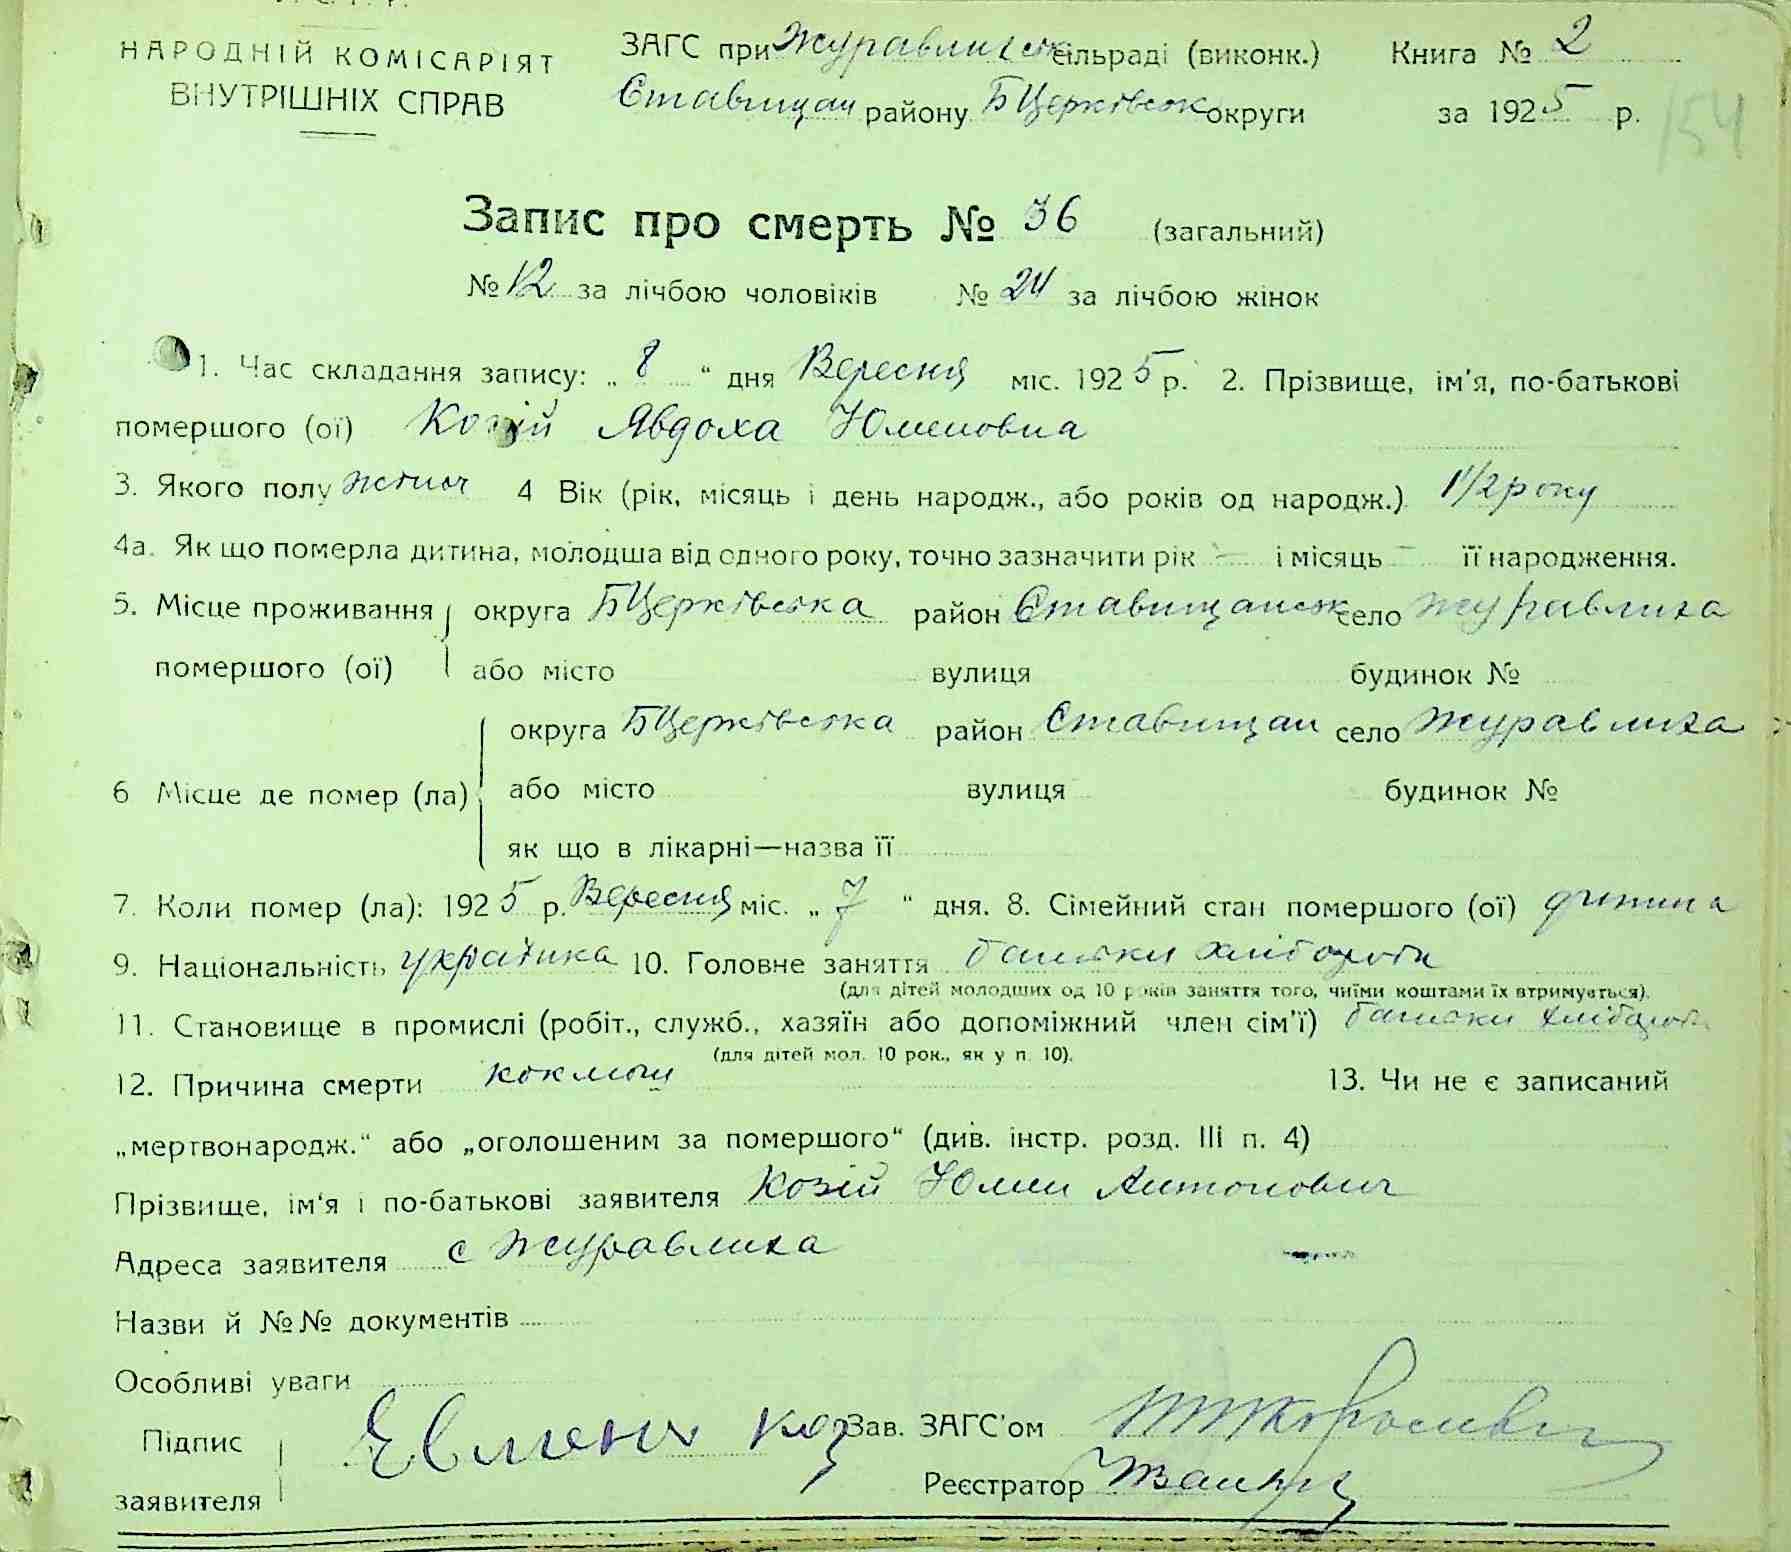 НАРОДНІЙ КОМІСАРІЯТ
ВНУТРІШНІХ СПРАВ
ЗАГС при Журавлиськ сільраді (виконк.) Книга № 2
Ставищан району БЦерківськ округи за 1925 р.
154
Запис про смерть № 36 (загальний)
№ 12 за лічбою чоловіків № 24 за лічбою жінок
1. Час складання запису: „ 8 “ дня Вересня міс. 1925 р. 2. Прізвище, ім'я, по-батькові
помершого (ої) Козій Явдоха Юменовна
3. Якого полу жіноч 4 Вік (рік, місяць і день народж., або років од народж.) 1 1/2 року
4а. Як що померла дитина, молодша від одного року, точно зазначити рік — і місяць — її народження.
5. Місце проживання округа БЦерківська район Ставищанськ село Журавлиха
помершого (ої) або місто вулиця будинок №
округа БЦерківська район Ставищан село Журавлиха
6 Місце де помер (ла) або місто вулиця будинок №
як що в лікарні—назва її
7. Коли помер (ла): 1925 р. Вересня міс. „ 7 “ дня. 8. Сімейний стан помершого (ої) дитина
9. Національність українка 10. Головне заняття батьки хлібороби
(для дітей молодших од 10 років заняття того, чиїми коштами їх втримується).
11. Становище в промислі (робіт., служб., хазяїн або допоміжний член сім'ї) батьки хлібороби
(для дітей мол. 10 рок., як у п. 10).
12. Причина смерти коклюш 13. Чи не є записаний
„мертвонародж.“ або „оголошеним за помершого“ (див. інстр. розд. III п. 4)
Прізвище, ім'я і по-батькові заявителя Козій Юмен Антонович
Адреса заявителя с Журавлиха
Назви й №№ документів
Особливі уваги
Підпис Евмени Коз Зав. ЗАГС'ом
заявителя Реєстратор